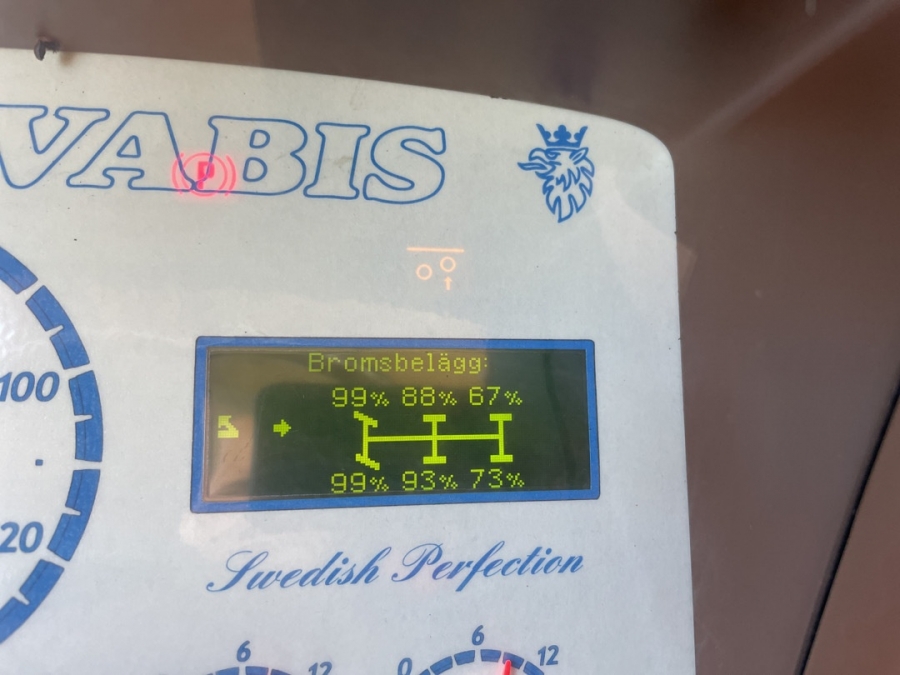 VABIS
P
Bromsbelägg:
99% 88% 67%
99% 93% 73%
100
20
Swedish Perfection
6
12
0
6
12